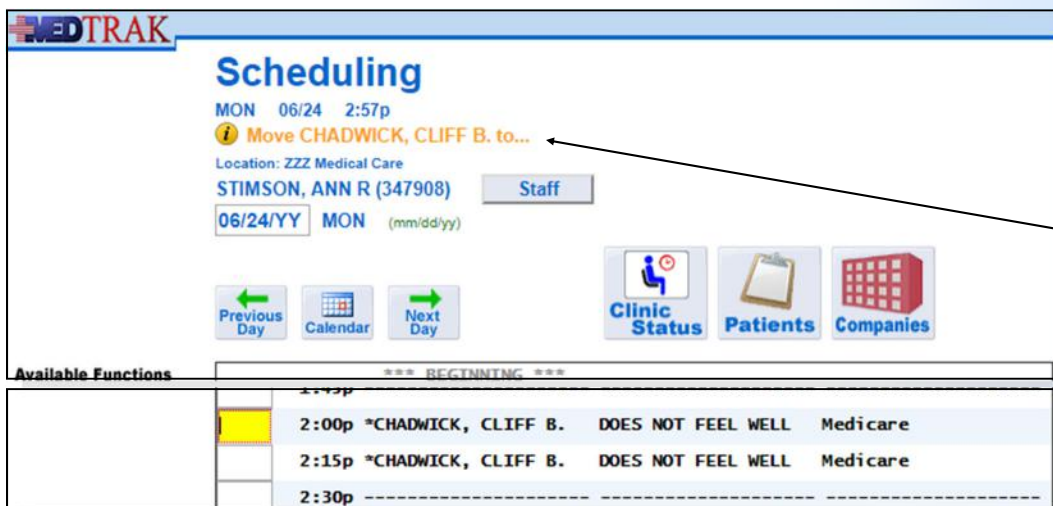 MEDTRAK
Scheduling
MON 06/24 2:57p
i Move CHADWICK, CLIFF B. to...
Location: ZZZ Medical Care
STIMSON, ANN R (347908) Staff
06/24/YY MON (mm/dd/yy)
Previous Day Calendar Next Day Clinic Status Patients Companies
Available Functions *** BEGINNING ***
1:45p -------------------- ------------------- -------------------
2:00p *CHADWICK, CLIFF B. DOES NOT FEEL WELL Medicare
2:15p *CHADWICK, CLIFF B. DOES NOT FEEL WELL Medicare
2:30p -------------------- ------------------- -------------------